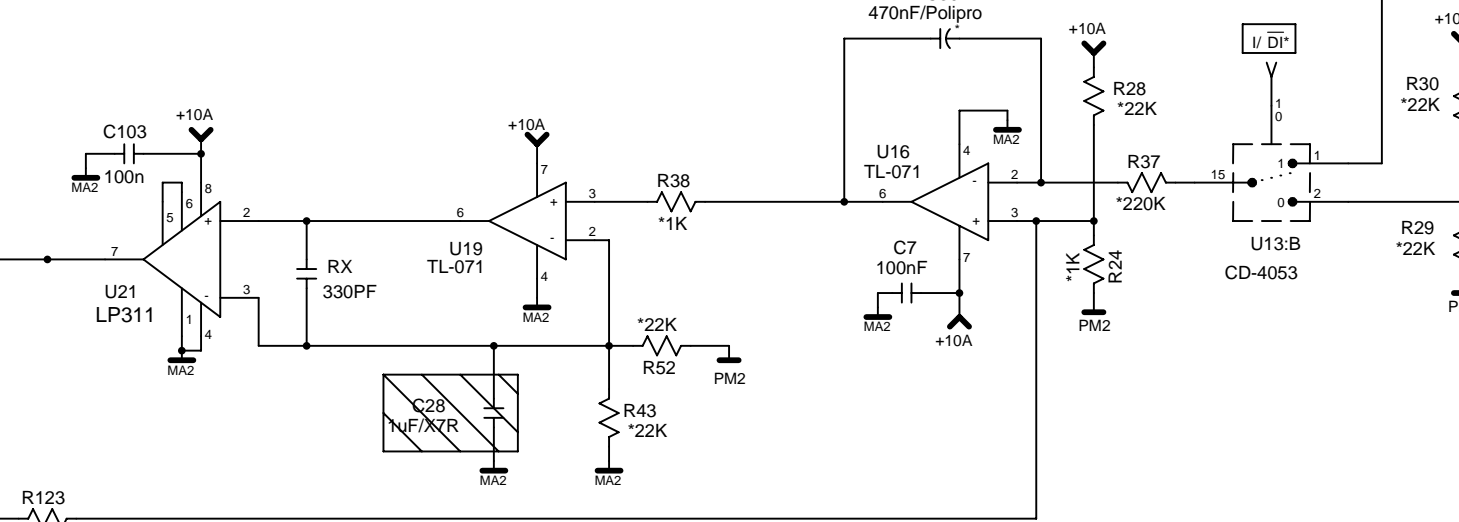 470nF/Polipro
*
+10A
R28
*22K
I/ DI*
1
0
R30
*22K
C103
100n
MA2
+10A
8
6
5
+
2
7
-
3
1
4
U21
LP311
MA2
RX
330PF
+10A
7
+
3
6
-
2
4
U19
TL-071
MA2
R38
*1K
U16
TL-071
4
MA2
-
2
6
+
3
7
C7
100nF
MA2
+10A
R37
*220K
15
1
1
0
2
U13:B
CD-4053
R29
*22K
*1K
R24
PM2
*22K
R52
PM2
C28
1uF/X7R
MA2
R43
*22K
MA2
R123